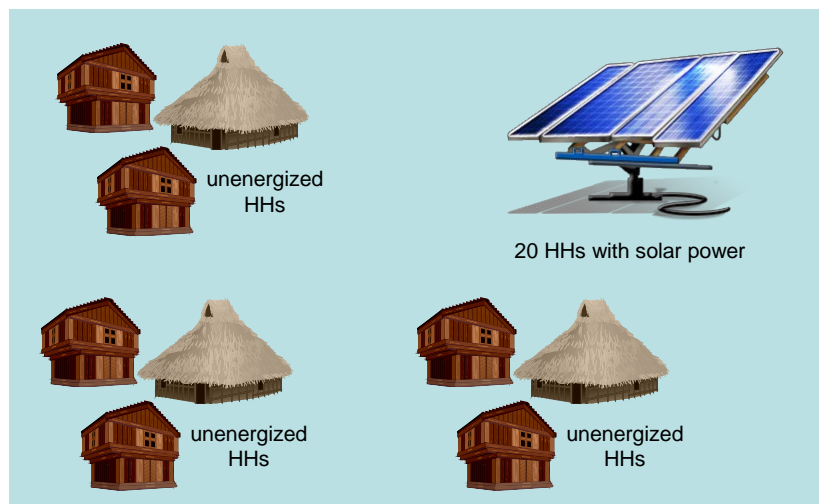 unenergized
HHs
20 HHs with solar power
unenergized
HHs
unenergized
HHs